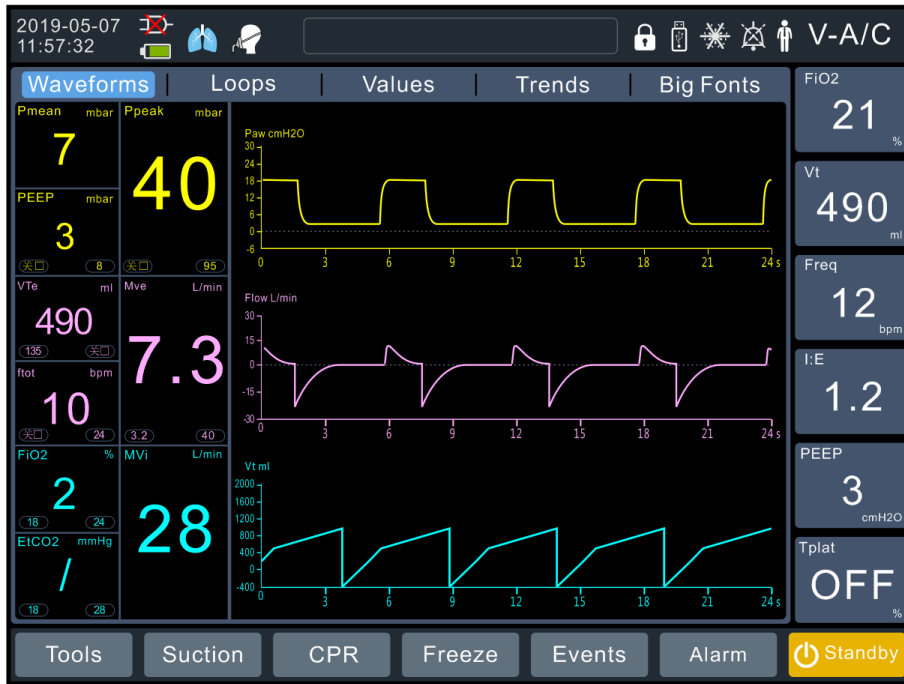 2019-05-07
11:57:32
V-A/C
Waveforms | Loops | Values | Trends | Big Fonts
Pmean mbar
7
Ppeak mbar
40
关口 95
PEEP mbar
3
关口 8
VTe ml
490
135 关口
Mve L/min
7.3
3.2 40
ftot bpm
10
关口 24
FiO2 %
2
18 24
MVi L/min
28
EtCO2 mmHg
/
18 28
Paw cmH2O
30
24
18
12
6
0
-6
0 3 6 9 12 15 18 21 24 s
Flow L/min
30
15
0
-15
-30
0 3 6 9 12 15 18 21 24 s
Vt ml
2000
1600
1200
800
400
0
-400
0 3 6 9 12 15 18 21 24 s
FiO2
21
%
Vt
490
ml
Freq
12
bpm
I:E
1.2
PEEP
3
cmH2O
Tplat
OFF
%
Tools Suction CPR Freeze Events Alarm Standby